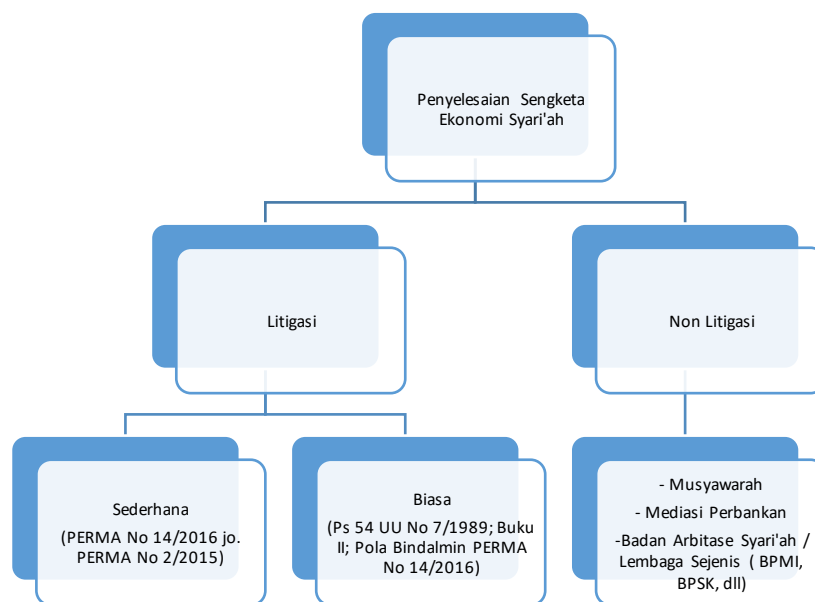 Penyelesaian Sengketa
Ekonomi Syari'ah
Litigasi
Non Litigasi
Sederhana
(PERMA No 14/2016 jo.
PERMA No 2/2015)
Biasa
(Ps 54 UU No 7/1989; Buku
II; Pola Bindalmin PERMA
No 14/2016)
- Musyawarah
- Mediasi Perbankan
-Badan Arbitase Syari'ah /
Lembaga Sejenis ( BPMI,
BPSK, dll)